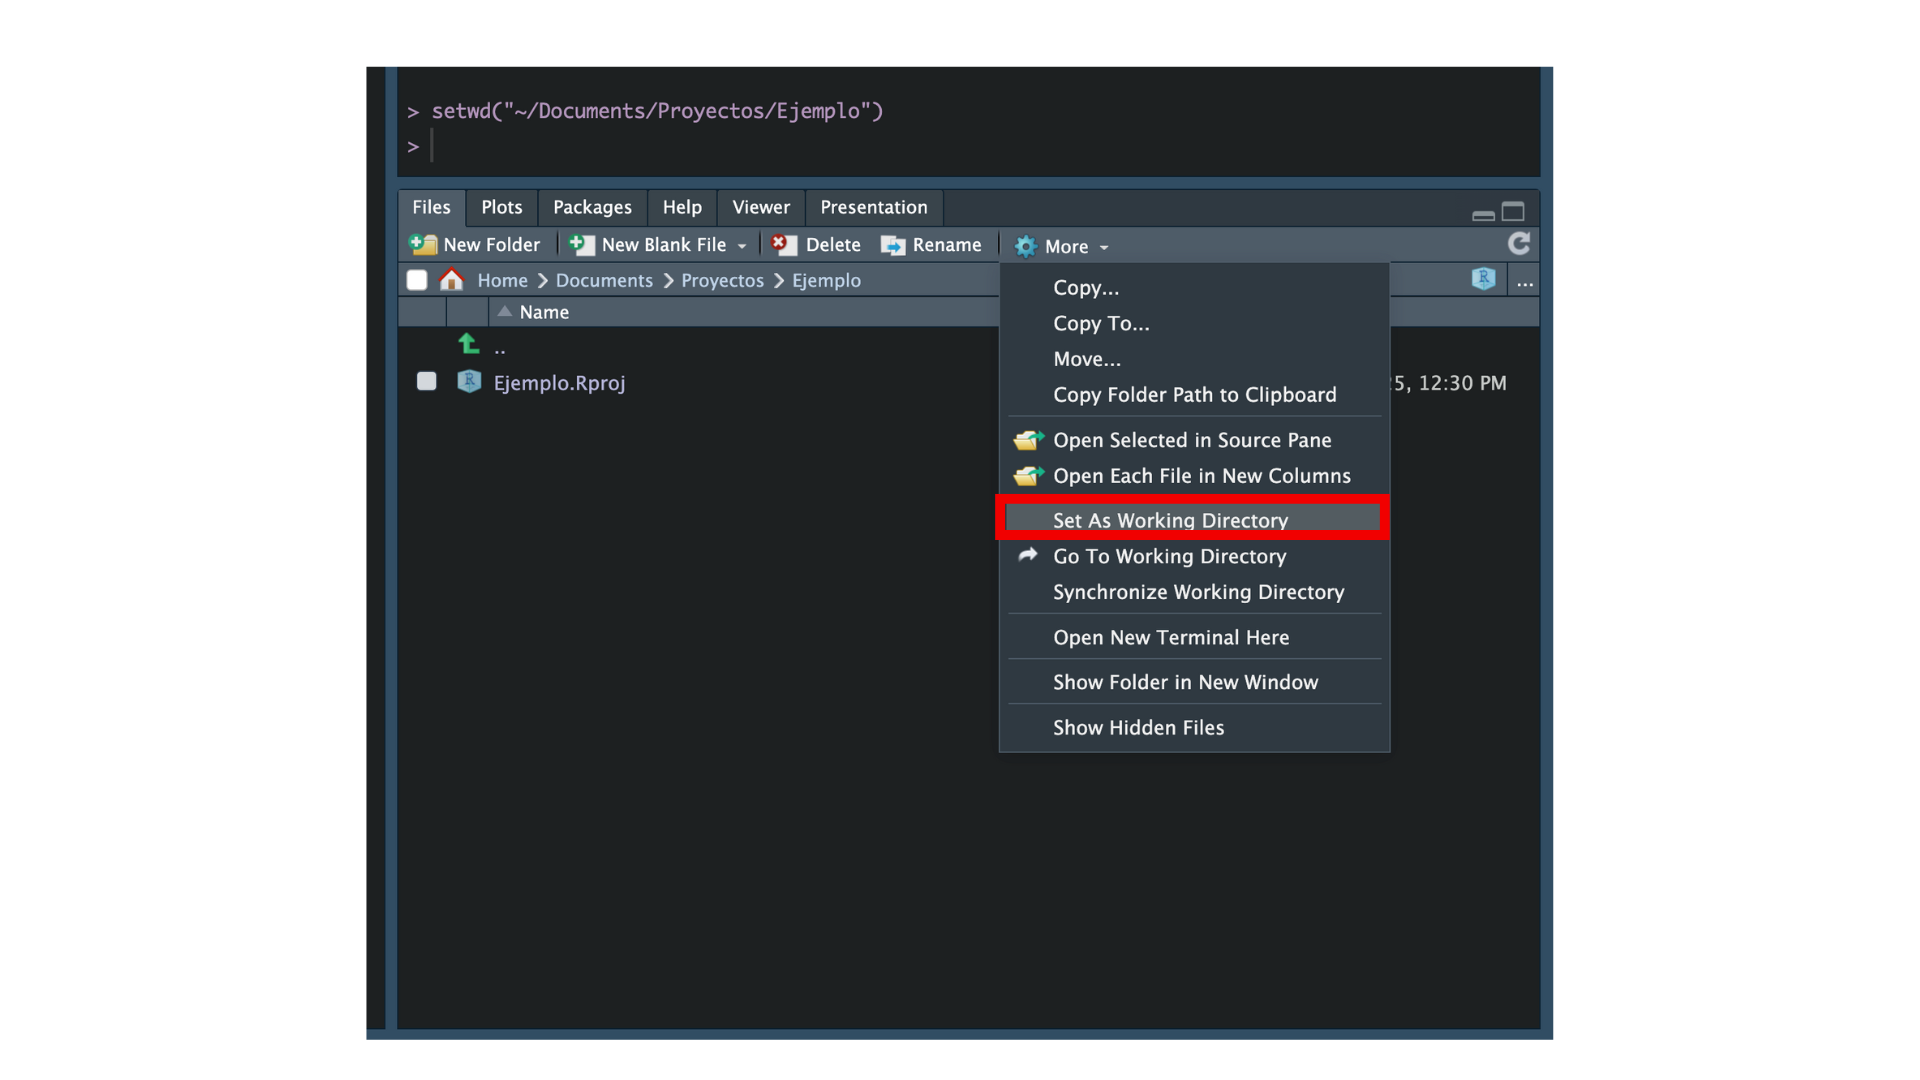 > setwd("~/Documents/Proyectos/Ejemplo")
>
Files Plots Packages Help Viewer Presentation
New Folder New Blank File Delete Rename More
Home Documents Proyectos Ejemplo ...
Name
..
Ejemplo.Rproj 5, 12:30 PM
Copy...
Copy To...
Move...
Copy Folder Path to Clipboard
Open Selected in Source Pane
Open Each File in New Columns
Set As Working Directory
Go To Working Directory
Synchronize Working Directory
Open New Terminal Here
Show Folder in New Window
Show Hidden Files